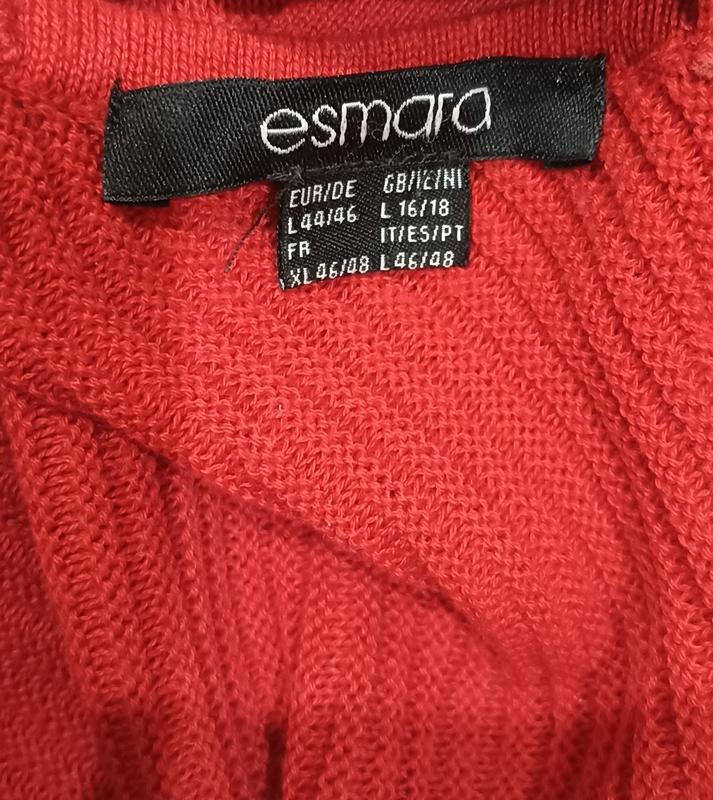 esmara
EUR/DE GB/IE/NI
L 44/46 L 16/18
FR IT/ES/PT
XL 46/48 L 46/48